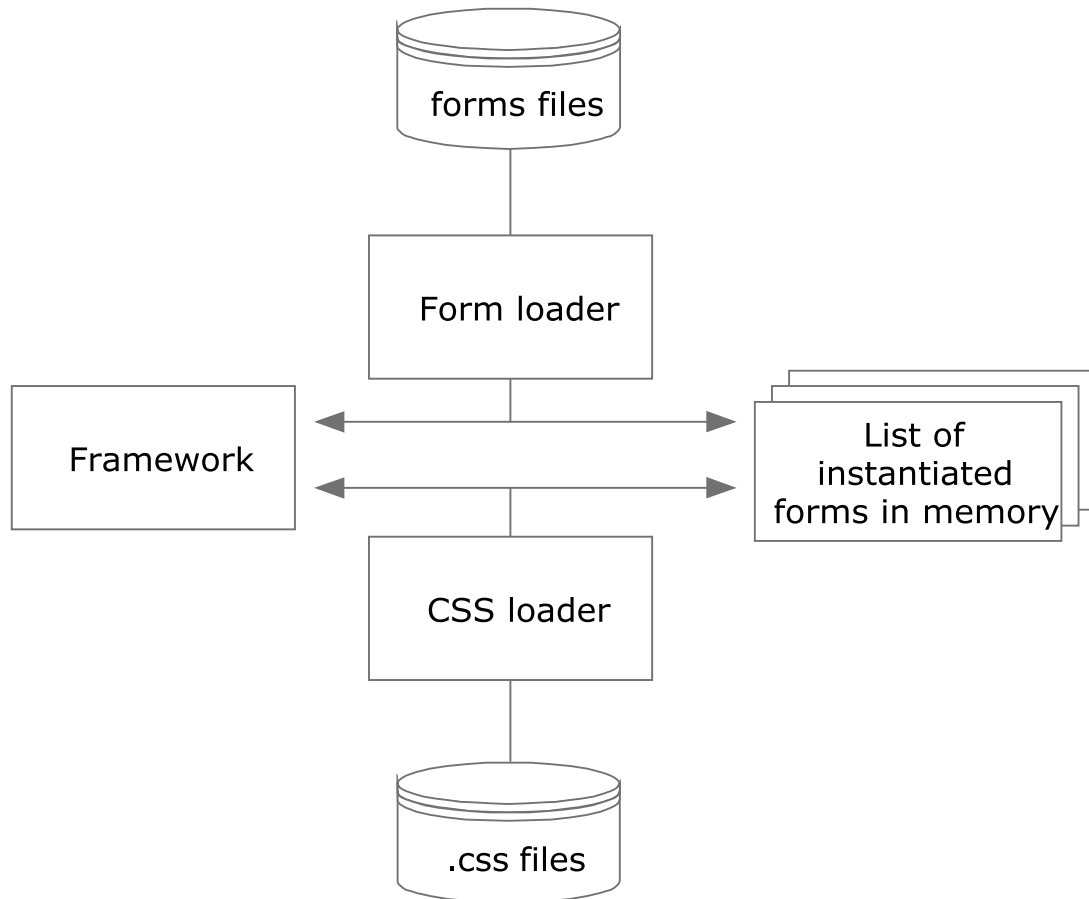 forms files
Form loader
Framework
List of
instantiated
forms in memory
CSS loader
.css files